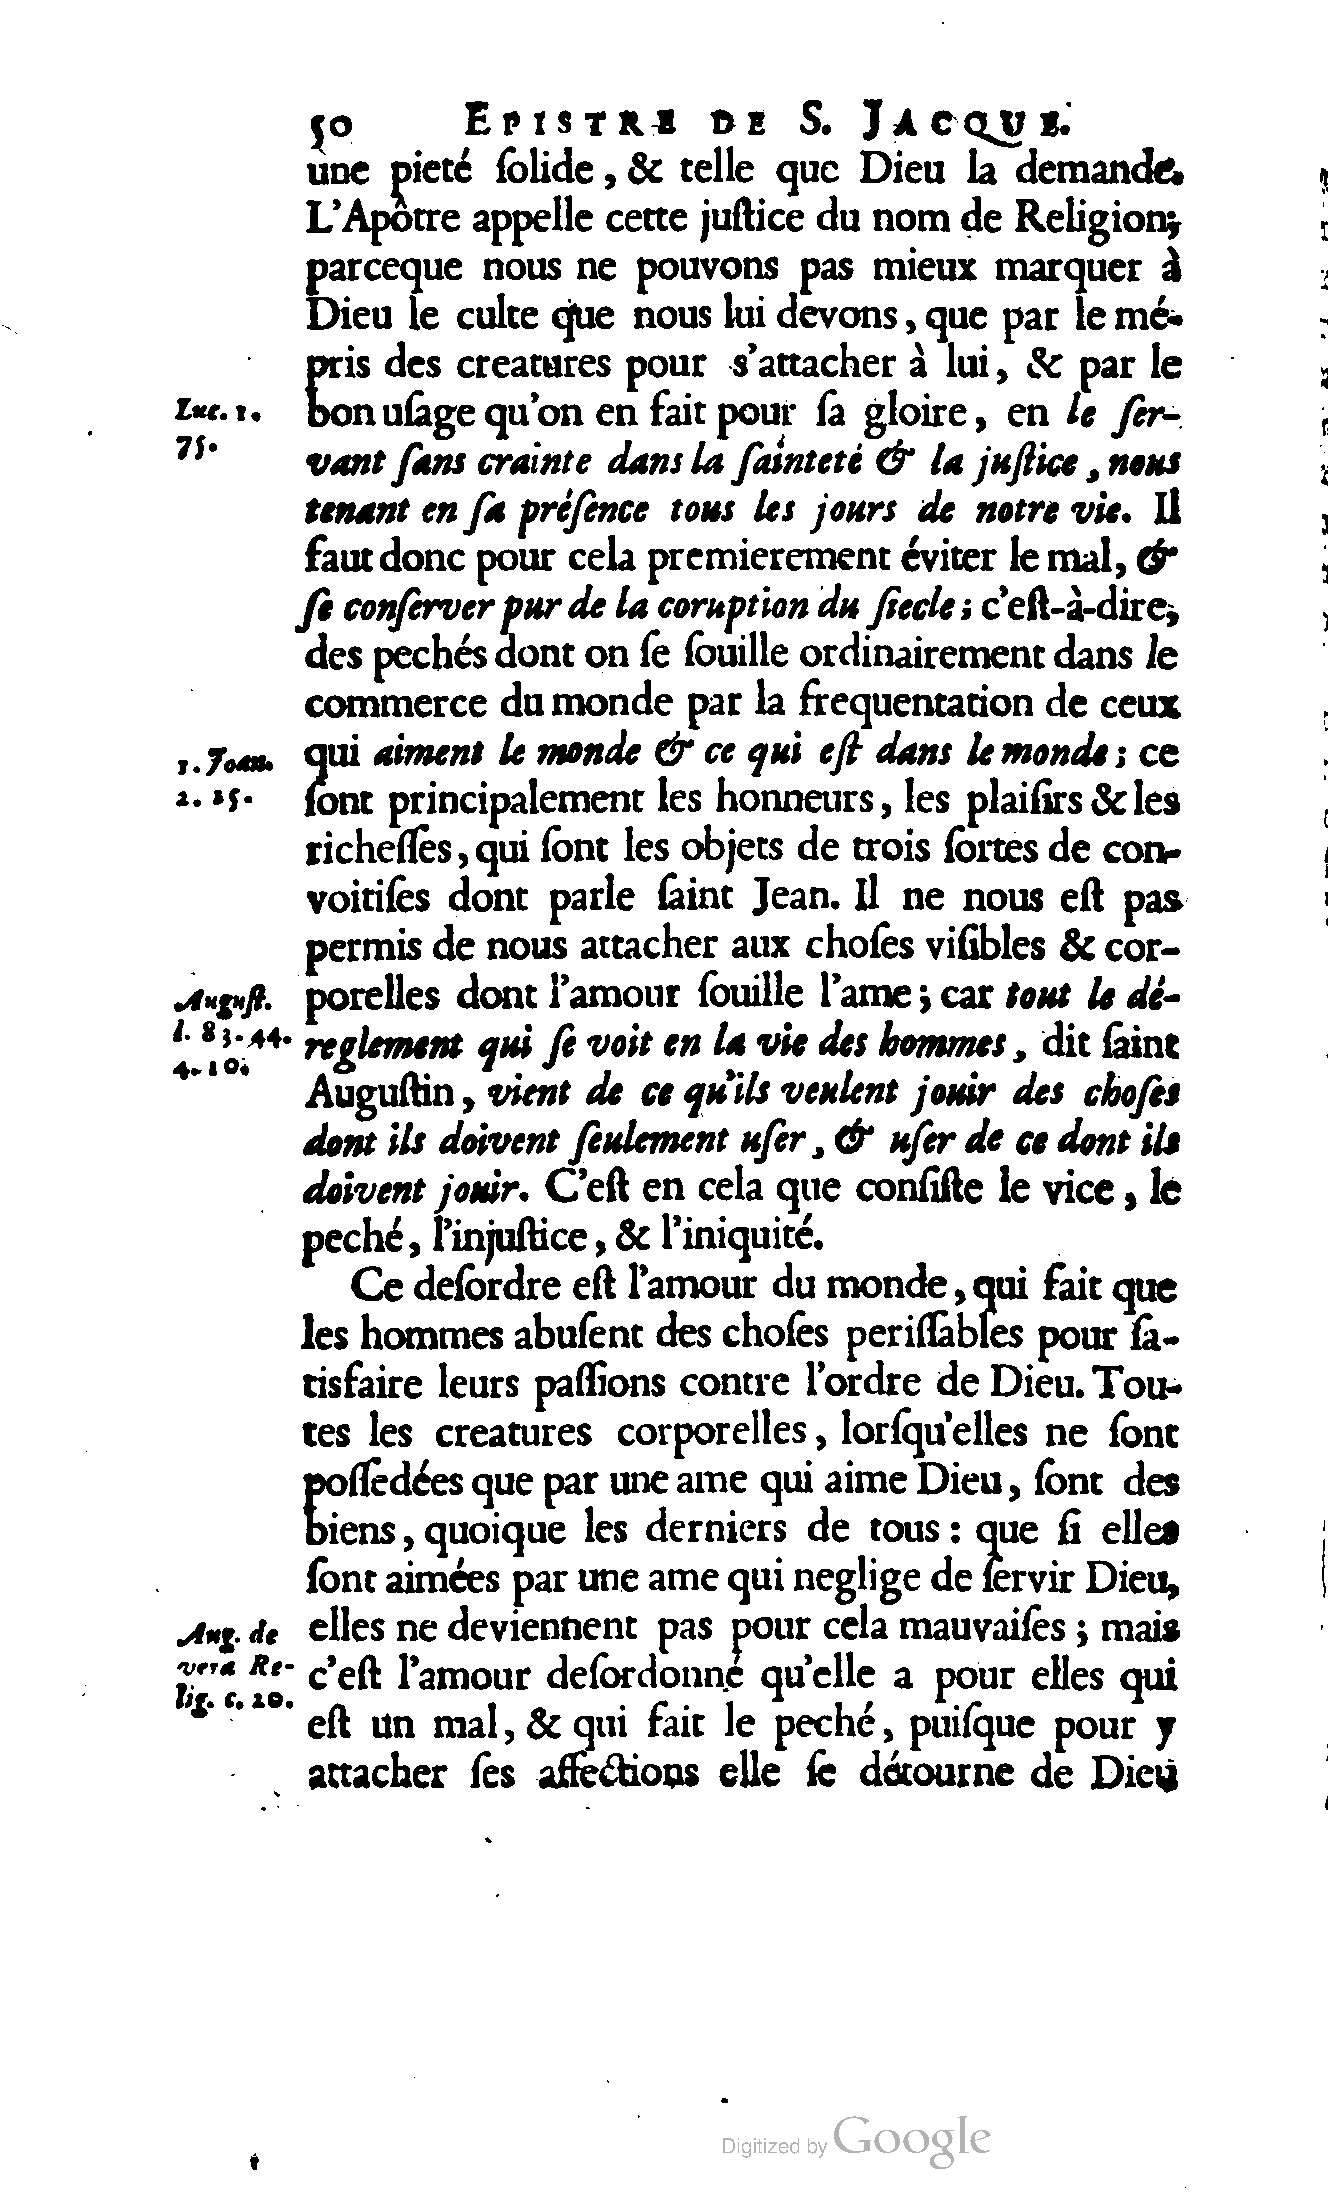 50 EPISTRE DE S. JACQUE.
une pieté ſolide, & telle que Dieu la demande.
L'Apôtre appelle cette juſtice du nom de Religion;
parceque nous ne pouvons pas mieux marquer à
Dieu le culte que nous lui devons, que par le mé-
pris des creatures pour s'attacher à lui, & par le
Luc. 1. bon uſage qu'on en fait pour ſa gloire, en le ſer-
75. vant ſans crainte dans la ſainteté & la juſtice, nous
tenant en ſa préſence tous les jours de notre vie. Il
faut donc pour cela premierement éviter le mal, &
ſe conſerver pur de la coruption du ſiecle; c'eſt-à-dire,
des pechés dont on ſe ſouille ordinairement dans le
commerce du monde par la frequentation de ceux
1. Joan. qui aiment le monde & ce qui eſt dans le monde; ce
2. 15. ſont principalement les honneurs, les plaiſirs & les
richeſſes, qui ſont les objets de trois ſortes de con-
voitiſes dont parle ſaint Jean. Il ne nous eſt pas
permis de nous attacher aux choſes viſibles & cor-
Auguſt. porelles dont l'amour ſouille l'ame; car tout le dé-
l. 83. 44. reglement qui ſe voit en la vie des hommes, dit ſaint
4. 10. Auguſtin, vient de ce qu'ils veulent jouir des choſes
dont ils doivent ſeulement uſer, & uſer de ce dont ils
doivent jouir. C'eſt en cela que conſiſte le vice, le
peché, l'injuſtice, & l'iniquité.
Ce deſordre eſt l'amour du monde, qui fait que
les hommes abuſent des choſes periſſables pour ſa-
tisfaire leurs paſſions contre l'ordre de Dieu. Tou-
tes les creatures corporelles, lorſqu'elles ne ſont
poſſedées que par une ame qui aime Dieu, ſont des
biens, quoique les derniers de tous: que ſi elles
ſont aimées par une ame qui neglige de ſervir Dieu,
Aug. de elles ne deviennent pas pour cela mauvaiſes; mais
vera Re- c'eſt l'amour deſordonné qu'elle a pour elles qui
lig. c. 20. eſt un mal, & qui fait le peché, puiſque pour y
attacher ſes affections elle ſe détourne de Dieu
Digitized by Google